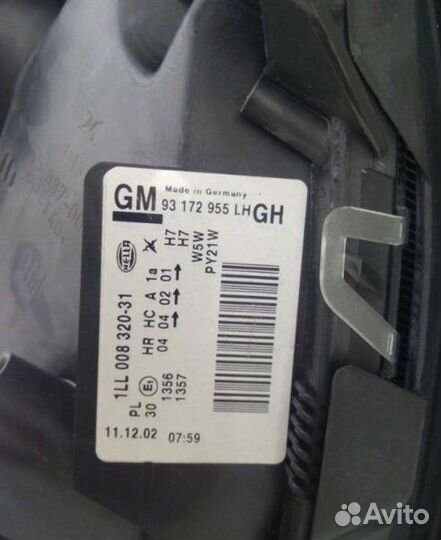 GM
Made in Germany
93 172 955 LH GH
HELLA
1LL 008 320-31
H7
H7
W5W
PY21W
HR HC A 1a
04 04 02 01 →
→
PL E1
30 1356
1357
11.12.02 07:59
Avito